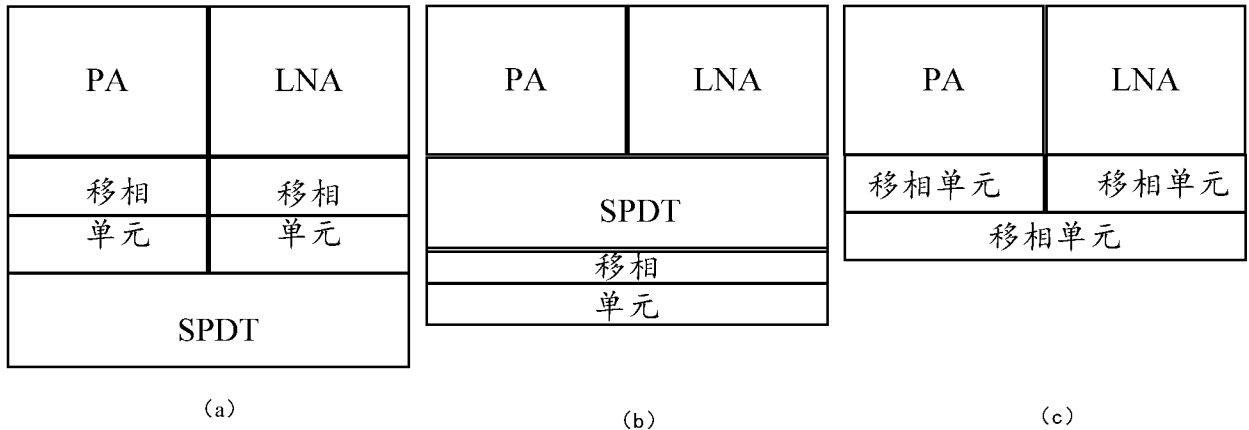 PA LNA
移相 移相
单元 单元
SPDT
(a)
PA LNA
SPDT
移相
单元
(b)
PA LNA
移相单元 移相单元
移相单元
(c)